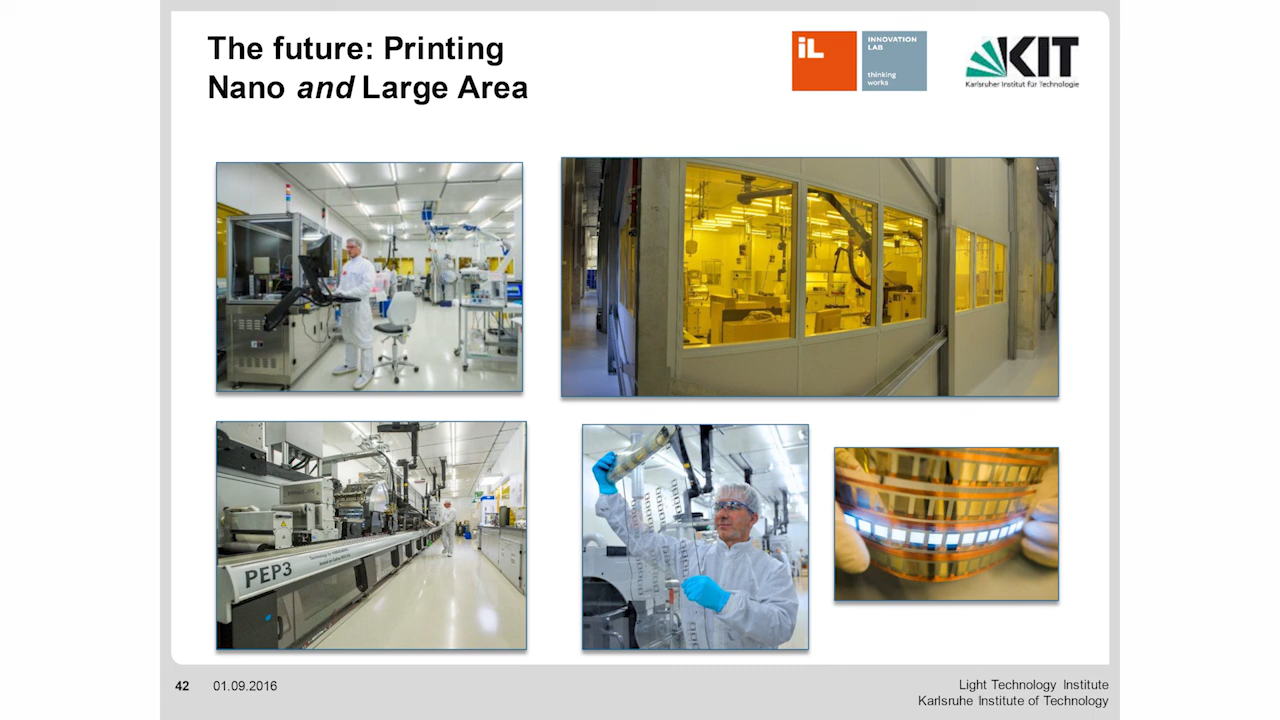 The future: Printing
Nano and Large Area
iL
INNOVATION
LAB
thinking
works
KIT
Karlsruher Institut für Technologie
PEP3
42
01.09.2016
Light Technology Institute
Karlsruhe Institute of Technology